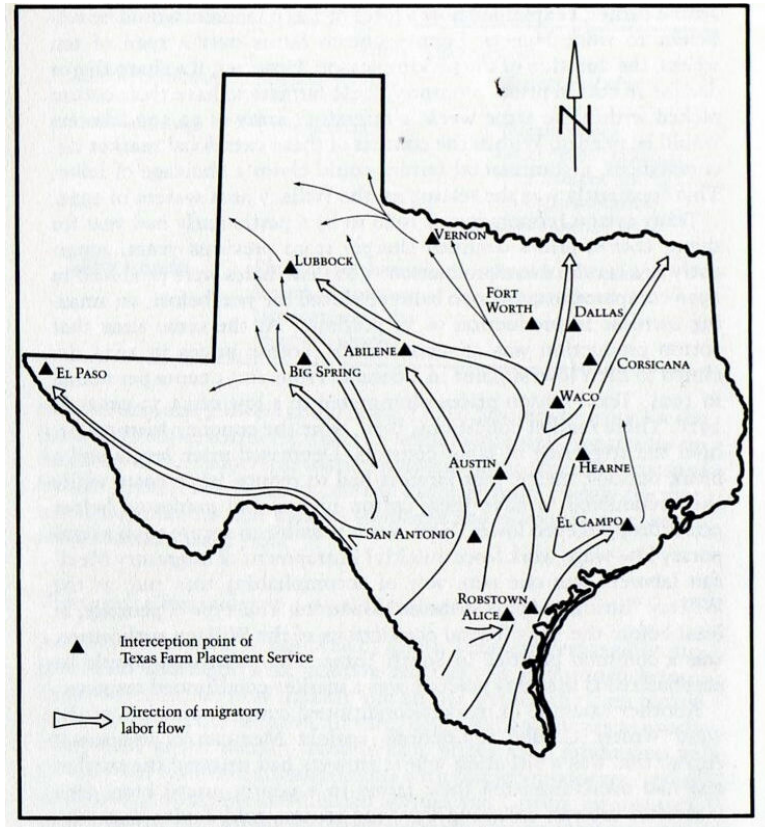 N
VERNON
LUBBOCK
FORT
WORTH
DALLAS
ABILENE
BIG SPRING
CORSICANA
EL PASO
WACO
AUSTIN
HEARNE
SAN ANTONIO
EL CAMPO
ROBSTOWN
ALICE
Interception point of
Texas Farm Placement Service
Direction of migratory
labor flow